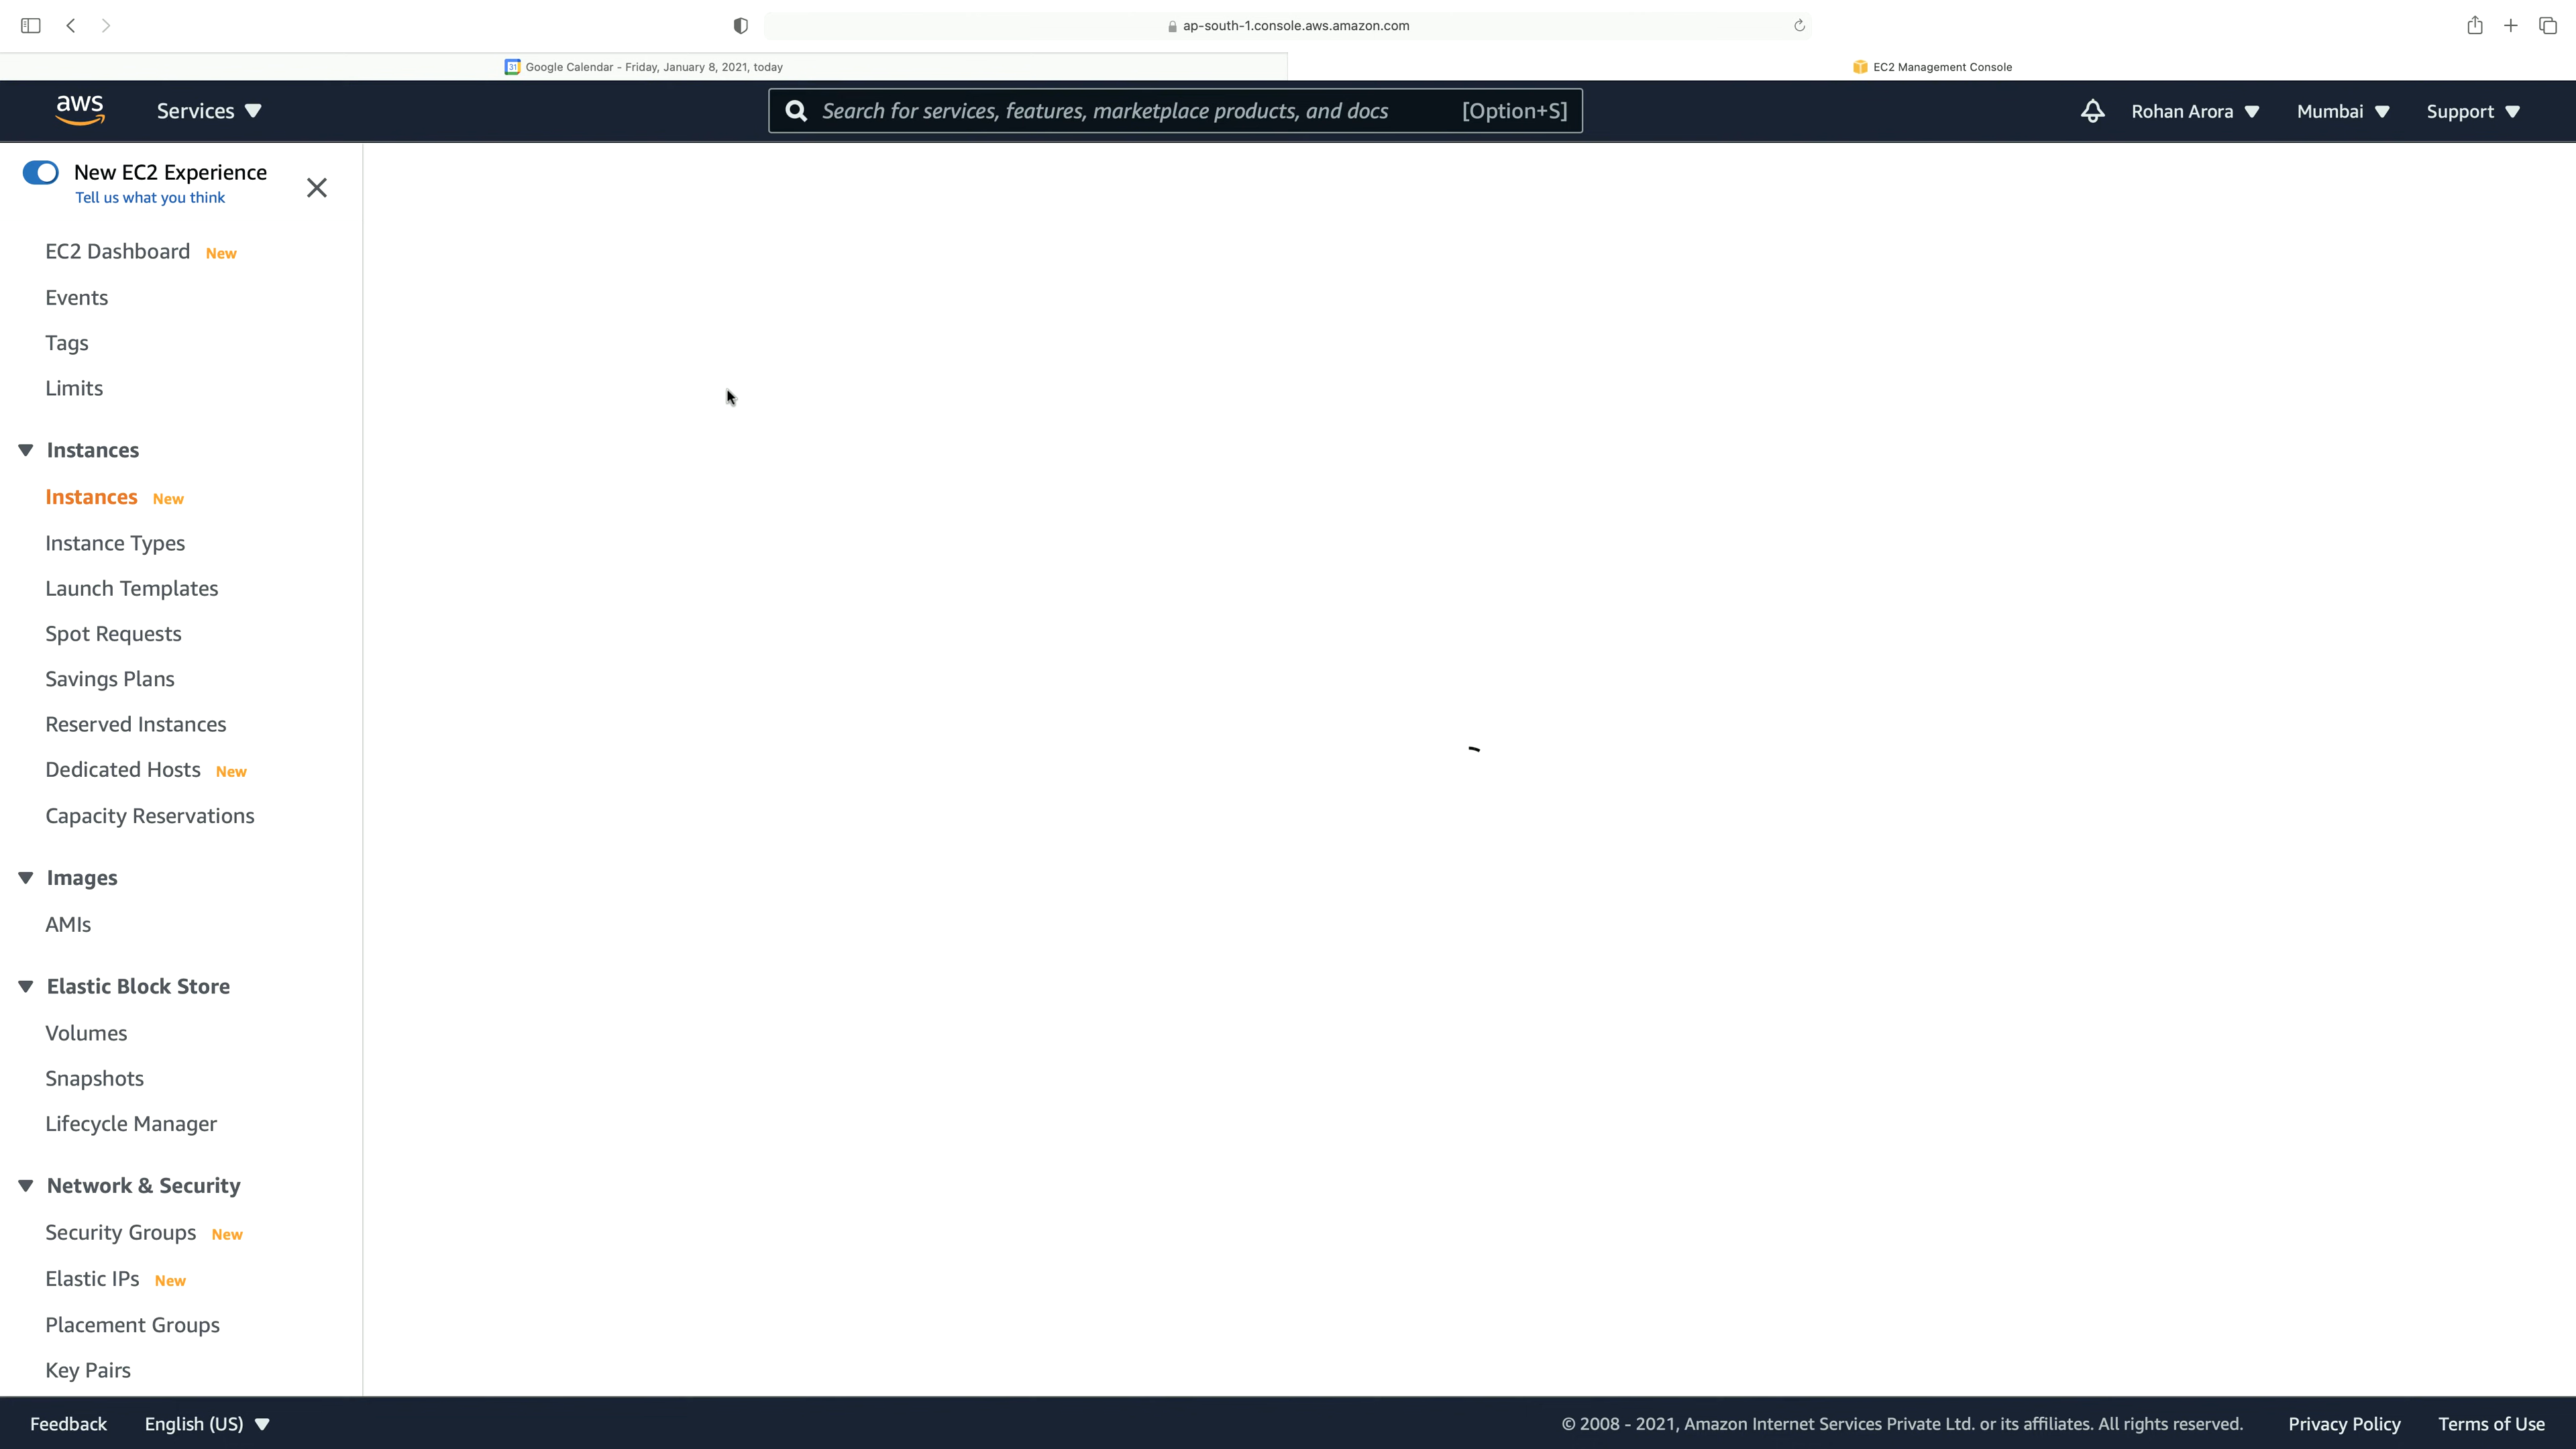 ap-south-1.console.aws.amazon.com
31 Google Calendar - Friday, January 8, 2021, today
EC2 Management Console
aws
Services
Search for services, features, marketplace products, and docs [Option+S]
Rohan Arora
Mumbai
Support
New EC2 Experience
Tell us what you think
EC2 Dashboard New
Events
Tags
Limits
Instances
Instances New
Instance Types
Launch Templates
Spot Requests
Savings Plans
Reserved Instances
Dedicated Hosts New
Capacity Reservations
Images
AMIs
Elastic Block Store
Volumes
Snapshots
Lifecycle Manager
Network & Security
Security Groups New
Elastic IPs New
Placement Groups
Key Pairs
Feedback
English (US)
© 2008 - 2021, Amazon Internet Services Private Ltd. or its affiliates. All rights reserved.
Privacy Policy
Terms of Use